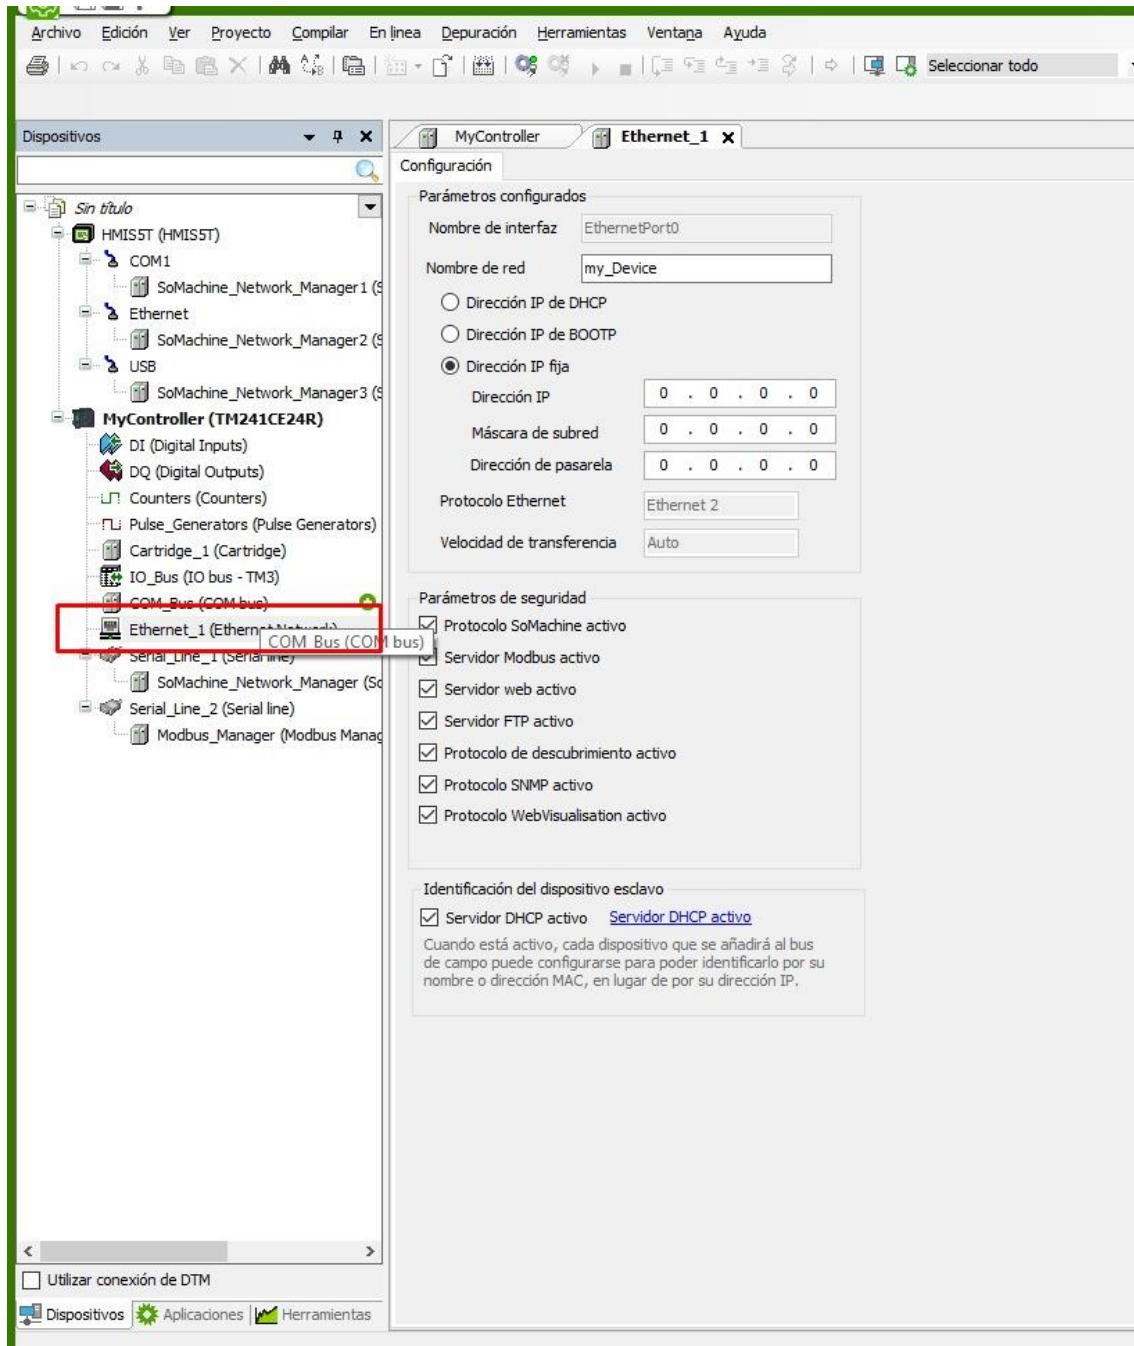 Archivo Edición Ver Proyecto Compilar En línea Depuración Herramientas Ventana Ayuda
Seleccionar todo
Dispositivos
MyController Ethernet_1
Configuración
Sin título
HMIS5T (HMIS5T)
COM1
SoMachine_Network_Manager1 (S
Ethernet
SoMachine_Network_Manager2 (S
USB
SoMachine_Network_Manager3 (S
MyController (TM241CE24R)
DI (Digital Inputs)
DQ (Digital Outputs)
Counters (Counters)
Pulse_Generators (Pulse Generators)
Cartridge_1 (Cartridge)
IO_Bus (IO bus - TM3)
COM_Bus (COM bus)
Ethernet_1 (Ethernet Network)
COM_Bus (COM bus)
Serial_Line_1 (Serial line)
SoMachine_Network_Manager (So
Serial_Line_2 (Serial line)
Modbus_Manager (Modbus Manag
Utilizar conexión de DTM
Dispositivos Aplicaciones Herramientas
Parámetros configurados
Nombre de interfaz EthernetPort0
Nombre de red my_Device
Dirección IP de DHCP
Dirección IP de BOOTP
Dirección IP fija
Dirección IP 0 . 0 . 0 . 0
Máscara de subred 0 . 0 . 0 . 0
Dirección de pasarela 0 . 0 . 0 . 0
Protocolo Ethernet Ethernet 2
Velocidad de transferencia Auto
Parámetros de seguridad
Protocolo SoMachine activo
Servidor Modbus activo
Servidor web activo
Servidor FTP activo
Protocolo de descubrimiento activo
Protocolo SNMP activo
Protocolo WebVisualisation activo
Identificación del dispositivo esclavo
Servidor DHCP activo Servidor DHCP activo
Cuando está activo, cada dispositivo que se añadirá al bus
de campo puede configurarse para poder identificarlo por su
nombre o dirección MAC, en lugar de por su dirección IP.